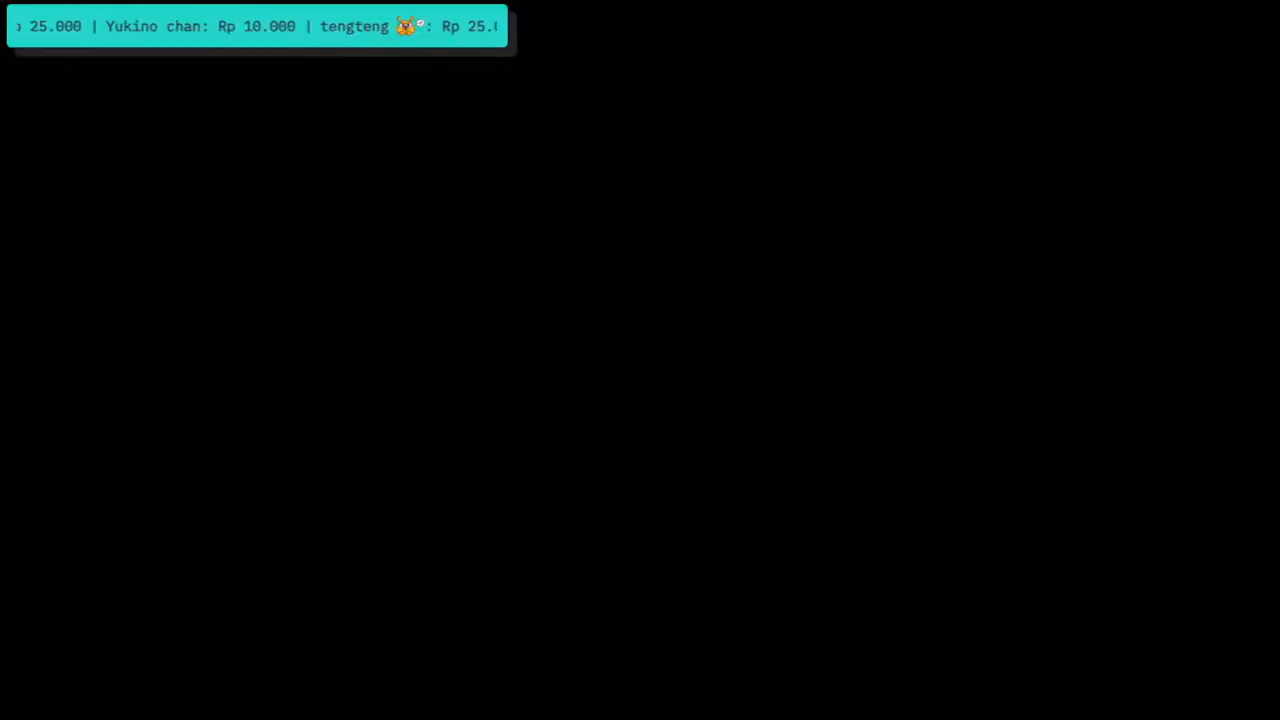 25.000 | Yukino chan: Rp 10.000 | tengteng : Rp 25.